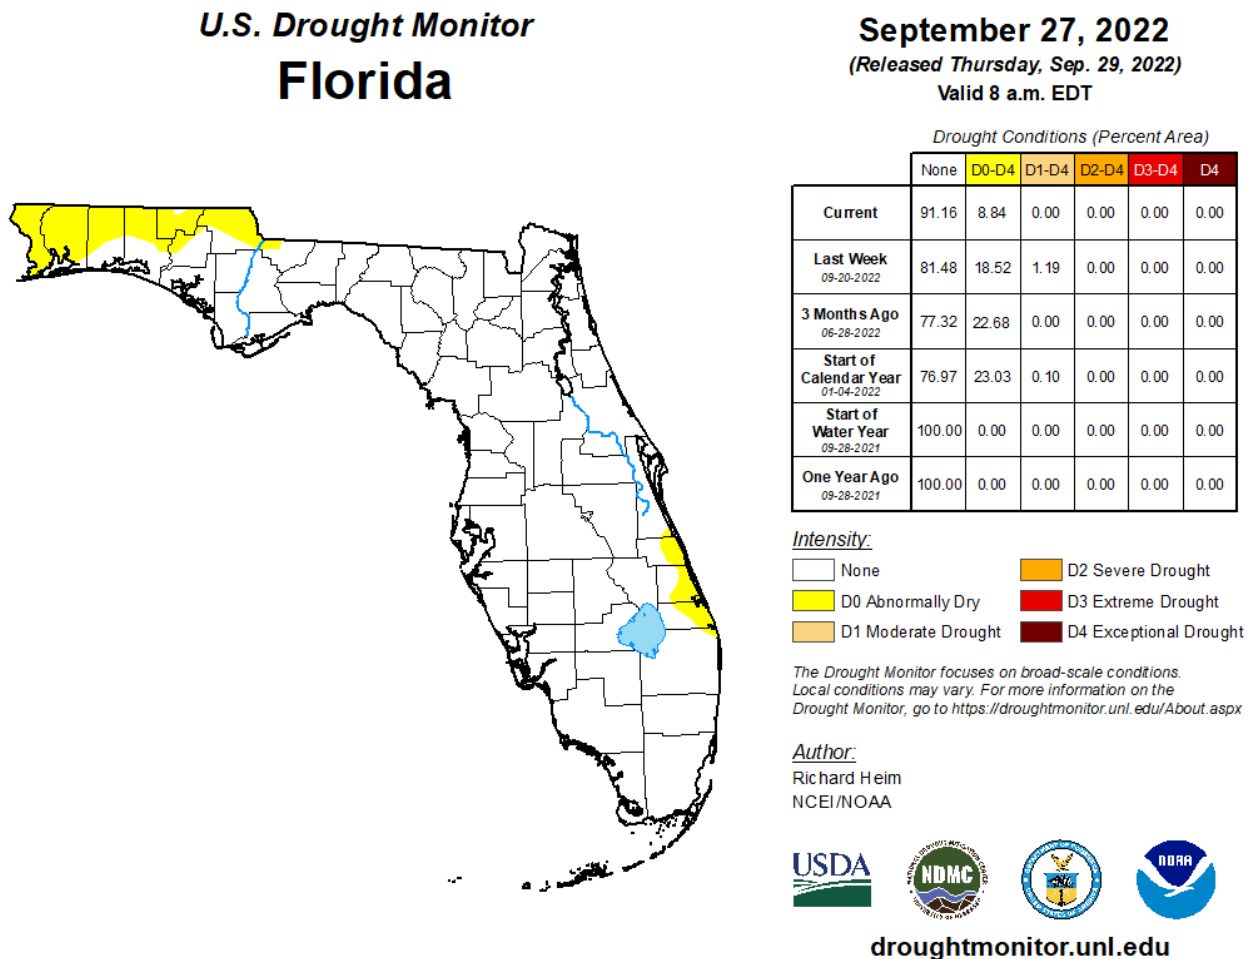 U.S. Drought Monitor
Florida
September 27, 2022
(Released Thursday, Sep. 29, 2022)
Valid 8 a.m. EDT
Drought Conditions (Percent Area)
None D0-D4 D1-D4 D2-D4 D3-D4 D4
Current 91.16 8.84 0.00 0.00 0.00 0.00
Last Week 81.48 18.52 1.19 0.00 0.00 0.00
09-20-2022
3 Months Ago 77.32 22.68 0.00 0.00 0.00 0.00
06-28-2022
Start of
Calendar Year 76.97 23.03 0.10 0.00 0.00 0.00
01-04-2022
Start of
Water Year 100.00 0.00 0.00 0.00 0.00 0.00
09-28-2021
One Year Ago 100.00 0.00 0.00 0.00 0.00 0.00
09-28-2021
Intensity:
None
D0 Abnormally Dry
D1 Moderate Drought
D2 Severe Drought
D3 Extreme Drought
D4 Exceptional Drought
The Drought Monitor focuses on broad-scale conditions.
Local conditions may vary. For more information on the
Drought Monitor, go to https://droughtmonitor.unl.edu/About.aspx
Author:
Richard Heim
NCEI/NOAA
USDA
NDMC
NOAA
droughtmonitor.unl.edu